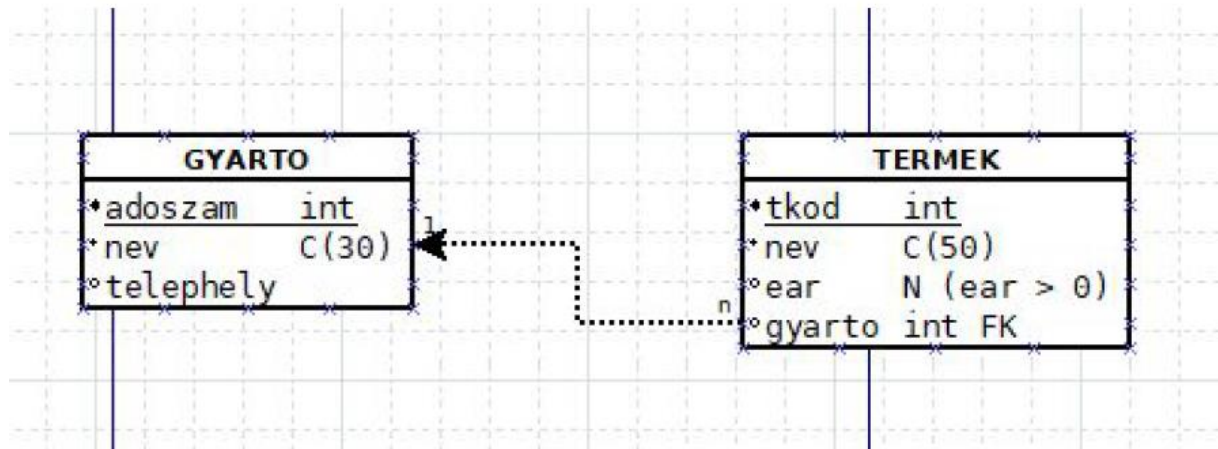 GYARTO
adoszam int
nev C(30)
telephely
1
n
TERMEK
tkod int
nev C(50)
ear N (ear > 0)
gyarto int FK